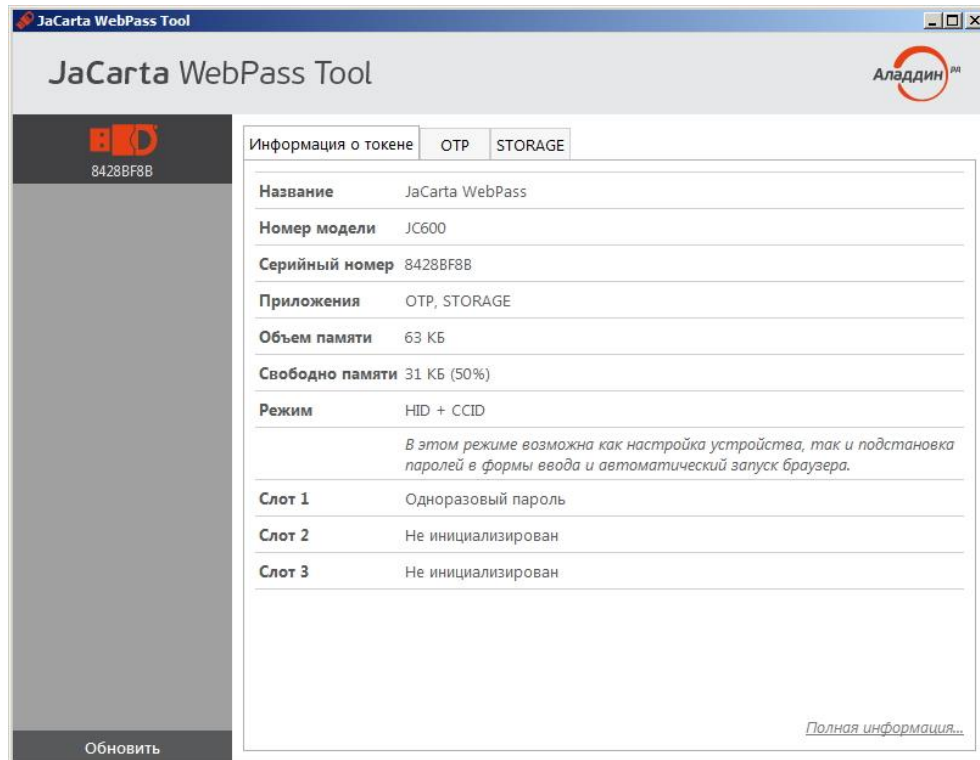 JaCarta WebPass Tool
JaCarta WebPass Tool
Аладдин РД
8428BF8B
Информация о токене OTP STORAGE
Название JaCarta WebPass
Номер модели JC600
Серийный номер 8428BF8B
Приложения OTP, STORAGE
Объем памяти 63 КБ
Свободно памяти 31 КБ (50%)
Режим HID + CCID
В этом режиме возможна как настройка устройства, так и подстановка
паролей в формы ввода и автоматический запуск браузера.
Слот 1 Одноразовый пароль
Слот 2 Не инициализирован
Слот 3 Не инициализирован
Полная информация...
Обновить